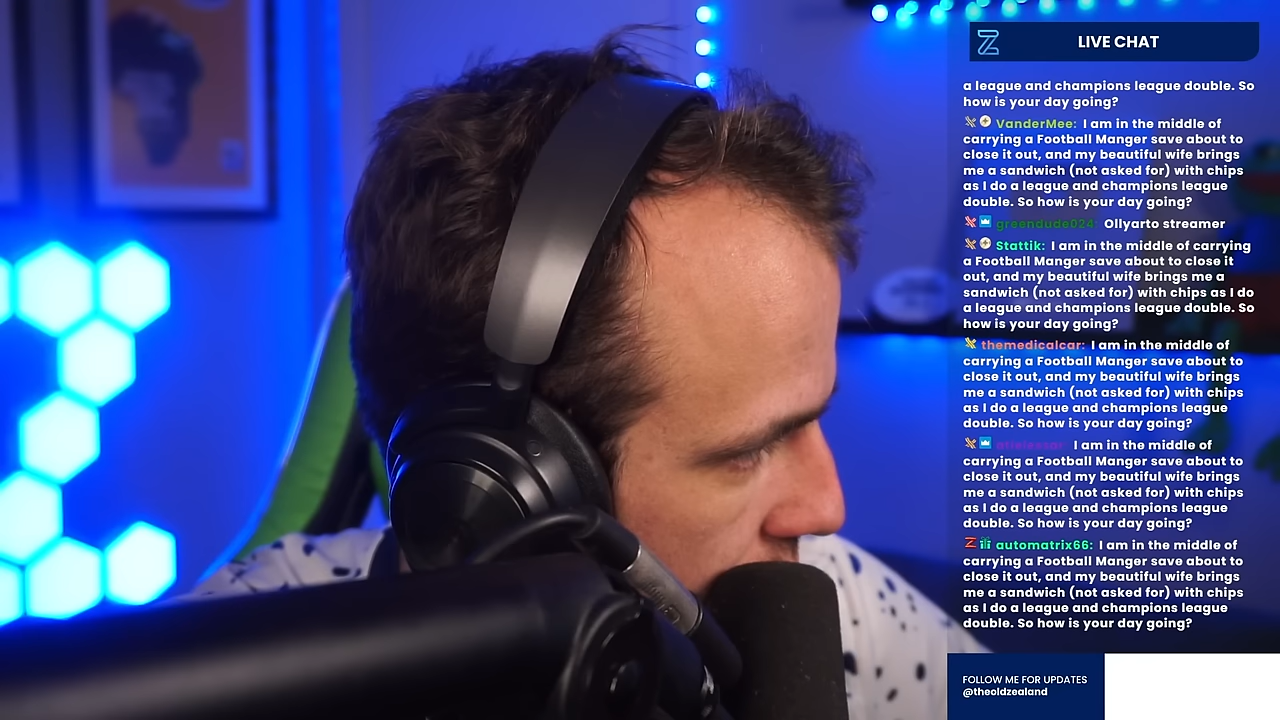 LIVE CHAT
a league and champions league double. So
how is your day going?
VanderMee: I am in the middle of
carrying a Football Manger save about to
close it out, and my beautiful wife brings
me a sandwich (not asked for) with chips
as I do a league and champions league
double. So how is your day going?
greendude024: Ollyarto streamer
Stattik: I am in the middle of carrying
a Football Manger save about to close it
out, and my beautiful wife brings me a
sandwich (not asked for) with chips as I do
a league and champions league double. So
how is your day going?
themedicalcar: I am in the middle of
carrying a Football Manger save about to
close it out, and my beautiful wife brings
me a sandwich (not asked for) with chips
as I do a league and champions league
double. So how is your day going?
I am in the middle of
carrying a Football Manger save about to
close it out, and my beautiful wife brings
me a sandwich (not asked for) with chips
as I do a league and champions league
double. So how is your day going?
automatrix66: I am in the middle of
carrying a Football Manger save about to
close it out, and my beautiful wife brings
me a sandwich (not asked for) with chips
as I do a league and champions league
double. So how is your day going?
FOLLOW ME FOR UPDATES
@theoldzealand